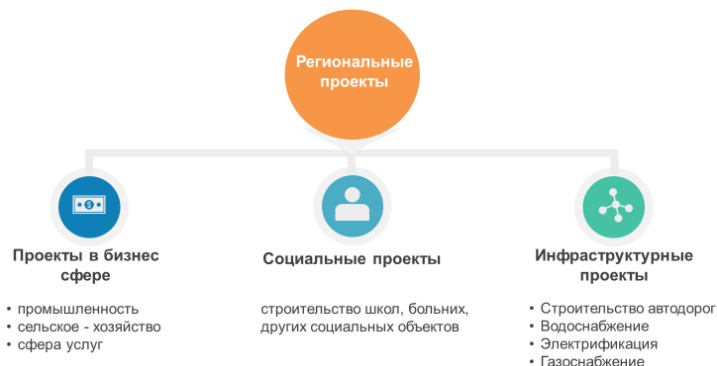 Региональные
проекты
Проекты в бизнес
сфере
• промышленность
• сельское - хозяйство
• сфера услуг
Социальные проекты
строительство школ, больних,
других социальных объектов
Инфраструктурные
проекты
• Строительство автодорог
• Водоснабжение
• Электрификация
• Газоснабжение